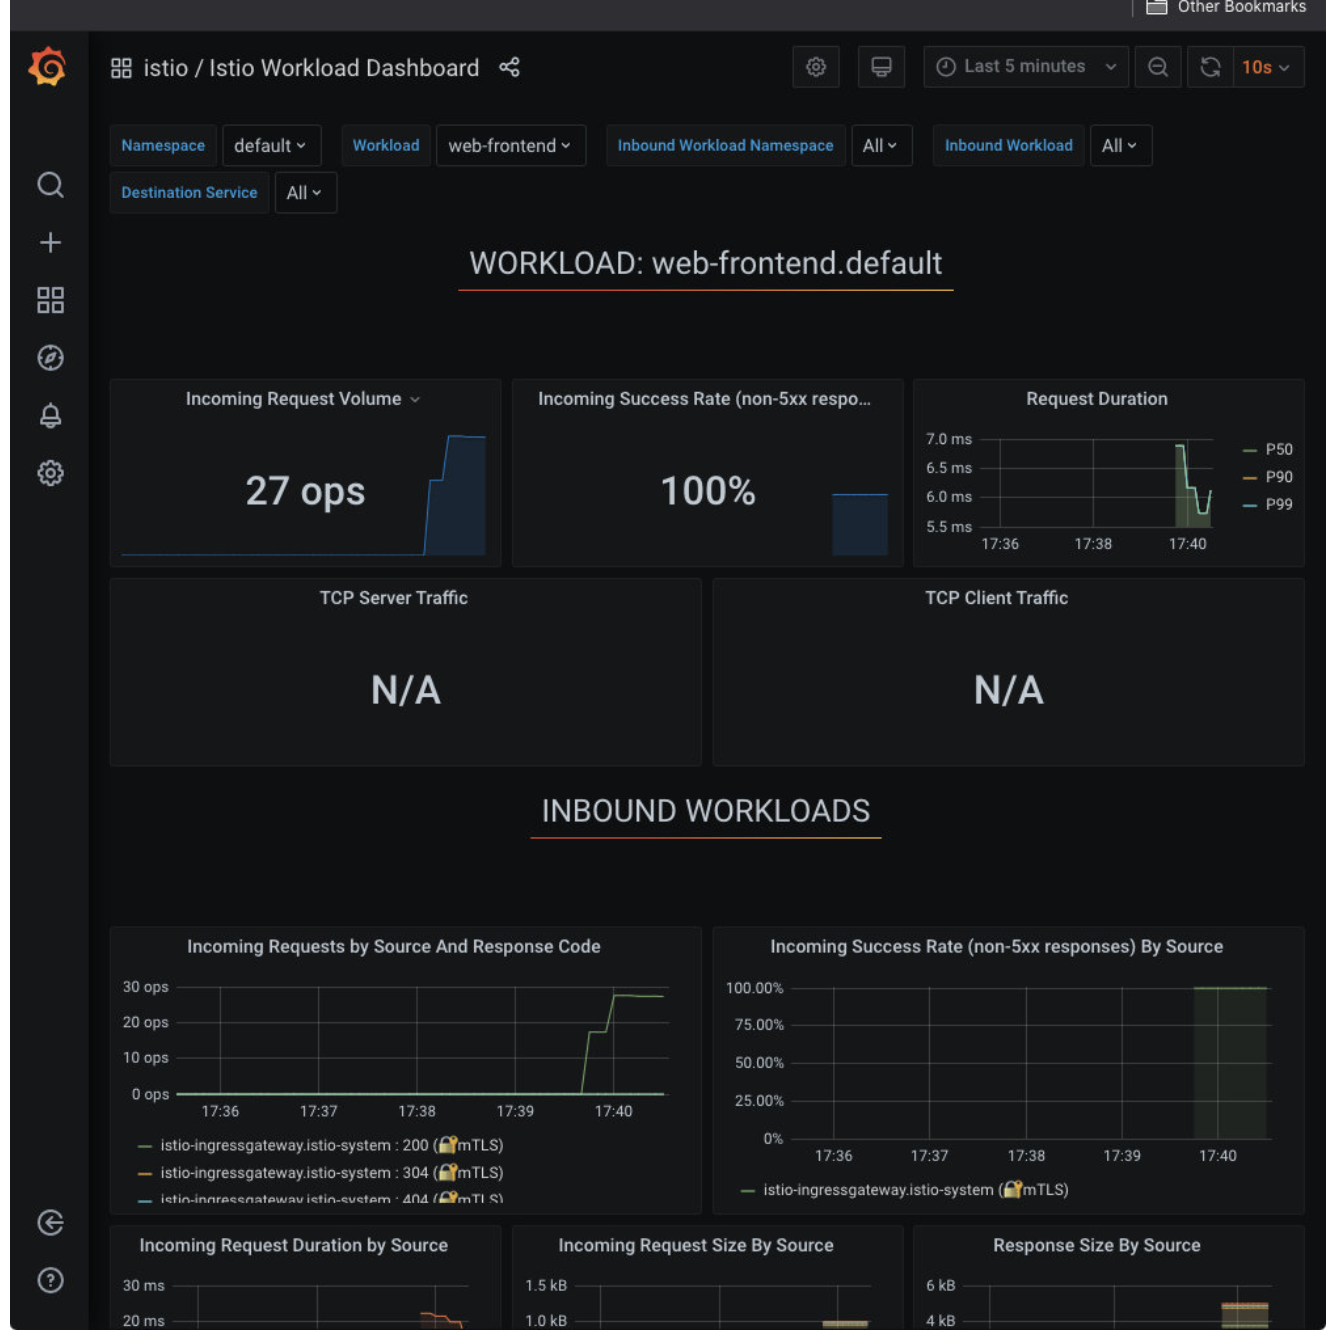 Other Bookmarks
istio / Istio Workload Dashboard
Last 5 minutes
10s
Namespace default Workload web-frontend Inbound Workload Namespace All Inbound Workload All
Destination Service All
WORKLOAD: web-frontend.default
Incoming Request Volume
27 ops
Incoming Success Rate (non-5xx respo...
100%
Request Duration
7.0 ms
6.5 ms
6.0 ms
5.5 ms
17:36 17:38 17:40
P50
P90
P99
TCP Server Traffic
N/A
TCP Client Traffic
N/A
INBOUND WORKLOADS
Incoming Requests by Source And Response Code
30 ops
20 ops
10 ops
0 ops
17:36 17:37 17:38 17:39 17:40
istio-ingressgateway.istio-system : 200 (🔐mTLS)
istio-ingressgateway.istio-system : 304 (🔐mTLS)
istio-ingressgateway.istio-system : 404 (🔐mTLS)
Incoming Success Rate (non-5xx responses) By Source
100.00%
75.00%
50.00%
25.00%
0%
17:36 17:37 17:38 17:39 17:40
istio-ingressgateway.istio-system (🔐mTLS)
Incoming Request Duration by Source
30 ms
20 ms
Incoming Request Size By Source
1.5 kB
1.0 kB
Response Size By Source
6 kB
4 kB